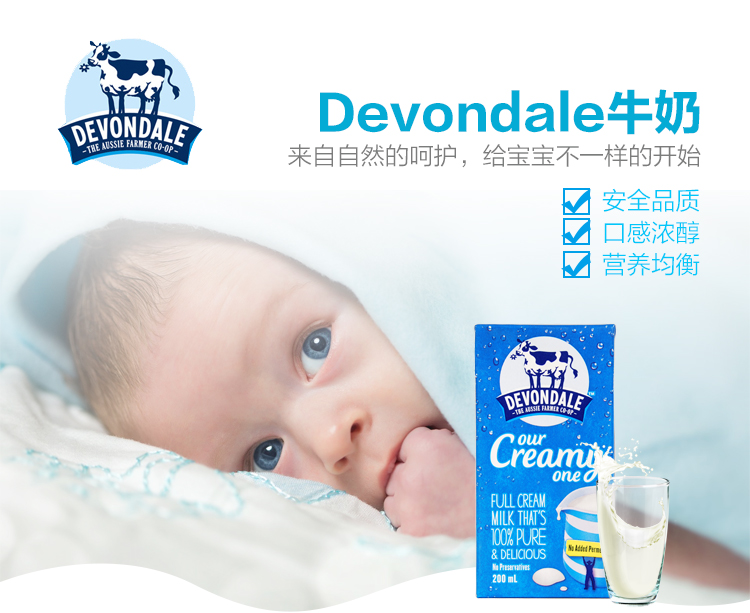 DEVONDALE
- THE AUSSIE FARMER CO-OP -
Devondale牛奶
来自自然的呵护，给宝宝不一样的开始
安全品质
口感浓醇
营养均衡
DEVONDALE™
- THE AUSSIE FARMER CO-OP -
our
Creamy
one
FULL CREAM
MILK THAT'S
100% PURE
& DELICIOUS
No Preservatives
200 mL
No Added